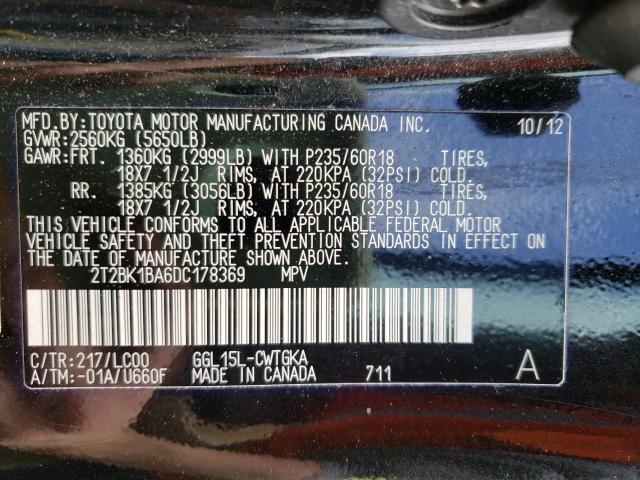 MFD.BY:TOYOTA MOTOR MANUFACTURING CANADA INC. 10/12
GVWR:2560KG (5650LB)
GAWR:FRT. 1360KG (2999LB) WITH P235/60R18 TIRES,
18X7 1/2J RIMS, AT 220KPA (32PSI) COLD.
RR. 1385KG (3056LB) WITH P235/60R18 TIRES,
18X7 1/2J RIMS, AT 220KPA (32PSI) COLD.
THIS VEHICLE CONFORMS TO ALL APPLICABLE FEDERAL MOTOR
VEHICLE SAFETY AND THEFT PREVENTION STANDARDS IN EFFECT ON
THE DATE OF MANUFACTURE SHOWN ABOVE.
2T2BK1BA6DC178369 MPV
C/TR:217/LC00 GGL15L-CWTGKA
A/TM:-01A/U660F MADE IN CANADA 711 A